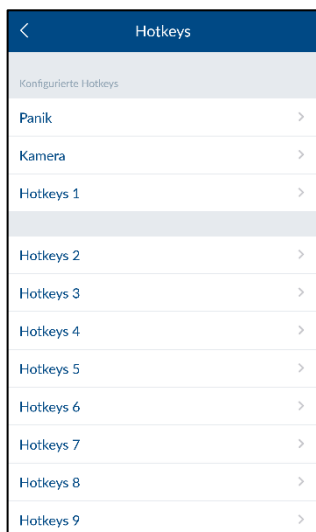 Hotkeys
Konfigurierte Hotkeys
Panik
Kamera
Hotkeys 1
Hotkeys 2
Hotkeys 3
Hotkeys 4
Hotkeys 5
Hotkeys 6
Hotkeys 7
Hotkeys 8
Hotkeys 9